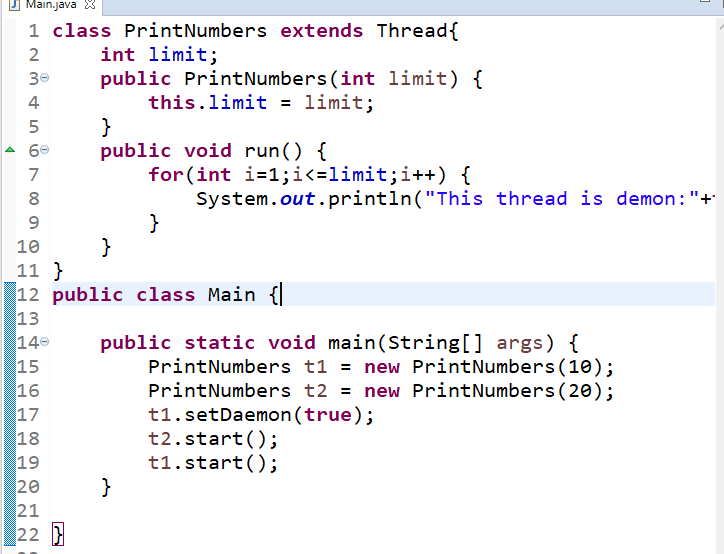 Main.java
1 class PrintNumbers extends Thread{
2     int limit;
3     public PrintNumbers(int limit) {
4         this.limit = limit;
5     }
6     public void run() {
7         for(int i=1;i<=limit;i++) {
8             System.out.println("This thread is demon:"+
9         }
10     }
11 }
12 public class Main {
13
14     public static void main(String[] args) {
15         PrintNumbers t1 = new PrintNumbers(10);
16         PrintNumbers t2 = new PrintNumbers(20);
17         t1.setDaemon(true);
18         t2.start();
19         t1.start();
20     }
21
22 }